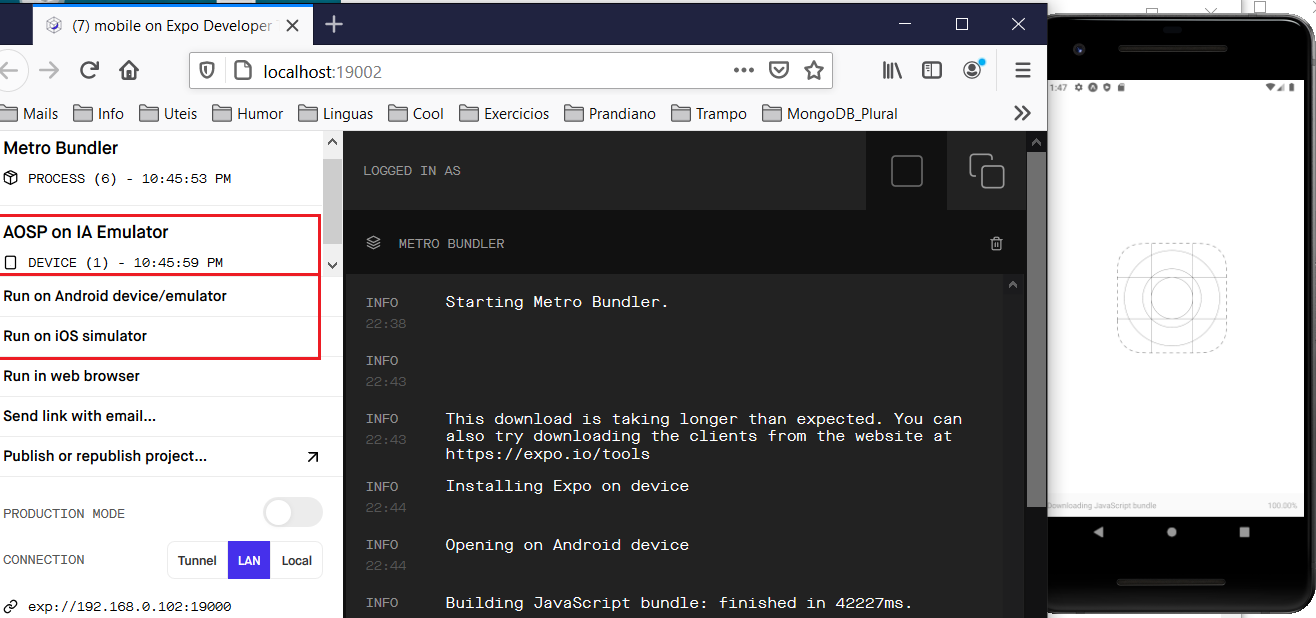 (7) mobile on Expo Developer
localhost:19002
Mails
Info
Uteis
Humor
Linguas
Cool
Exercicios
Prandiano
Trampo
MongoDB_Plural
Metro Bundler
PROCESS (6) - 10:45:53 PM
AOSP on IA Emulator
DEVICE (1) - 10:45:59 PM
Run on Android device/emulator
Run on iOS simulator
Run in web browser
Send link with email...
Publish or republish project...
PRODUCTION MODE
CONNECTION
Tunnel
LAN
Local
exp://192.168.0.102:19000
LOGGED IN AS
METRO BUNDLER
INFO
Starting Metro Bundler.
22:38
INFO
22:43
INFO
This download is taking longer than expected. You can
22:43
also try downloading the clients from the website at
https://expo.io/tools
INFO
Installing Expo on device
22:44
INFO
Opening on Android device
22:44
INFO
Building JavaScript bundle: finished in 42227ms.
1:47
Downloading JavaScript bundle
100.00%